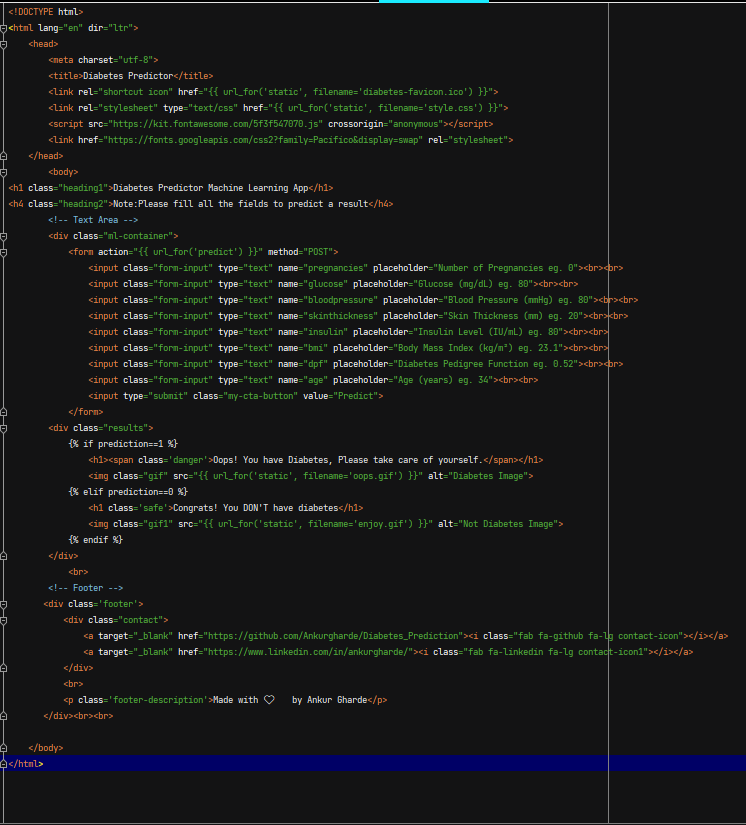 <!DOCTYPE html>
<html lang="en" dir="ltr">
<head>
<meta charset="utf-8">
<title>Diabetes Predictor</title>
<link rel="shortcut icon" href="{{ url_for('static', filename='diabetes-favicon.ico') }}">
<link rel="stylesheet" type="text/css" href="{{ url_for('static', filename='style.css') }}">
<script src="https://kit.fontawesome.com/5f3f547070.js" crossorigin="anonymous"></script>
<link href="https://fonts.googleapis.com/css2?family=Pacifico&display=swap" rel="stylesheet">
</head>
<body>
<h1 class="heading1">Diabetes Predictor Machine Learning App</h1>
<h4 class="heading2">Note:Please fill all the fields to predict a result</h4>
<!-- Text Area -->
<div class="ml-container">
<form action="{{ url_for('predict') }}" method="POST">
<input class="form-input" type="text" name="pregnancies" placeholder="Number of Pregnancies eg. 0"><br><br>
<input class="form-input" type="text" name="glucose" placeholder="Glucose (mg/dL) eg. 80"><br><br>
<input class="form-input" type="text" name="bloodpressure" placeholder="Blood Pressure (mmHg) eg. 80"><br><br>
<input class="form-input" type="text" name="skinthickness" placeholder="Skin Thickness (mm) eg. 20"><br><br>
<input class="form-input" type="text" name="insulin" placeholder="Insulin Level (IU/mL) eg. 80"><br><br>
<input class="form-input" type="text" name="bmi" placeholder="Body Mass Index (kg/m²) eg. 23.1"><br><br>
<input class="form-input" type="text" name="dpf" placeholder="Diabetes Pedigree Function eg. 0.52"><br><br>
<input class="form-input" type="text" name="age" placeholder="Age (years) eg. 34"><br><br>
<input type="submit" class="my-cta-button" value="Predict">
</form>
<div class="results">
{% if prediction==1 %}
<h1><span class='danger'>Oops! You have Diabetes, Please take care of yourself.</span></h1>
<img class="gif" src="{{ url_for('static', filename='oops.gif') }}" alt="Diabetes Image">
{% elif prediction==0 %}
<h1 class='safe'>Congrats! You DON'T have diabetes</h1>
<img class="gif1" src="{{ url_for('static', filename='enjoy.gif') }}" alt="Not Diabetes Image">
{% endif %}
</div>
<br>
<!-- Footer -->
<div class='footer'>
<div class="contact">
<a target="_blank" href="https://github.com/Ankurgharde/Diabetes_Prediction"><i class="fab fa-github fa-lg contact-icon"></i></a>
<a target="_blank" href="https://www.linkedin.com/in/ankurgharde/"><i class="fab fa-linkedin fa-lg contact-icon1"></i></a>
</div>
<br>
<p class='footer-description'>Made with ♡ by Ankur Gharde</p>
</div><br><br>
</body>
</html>